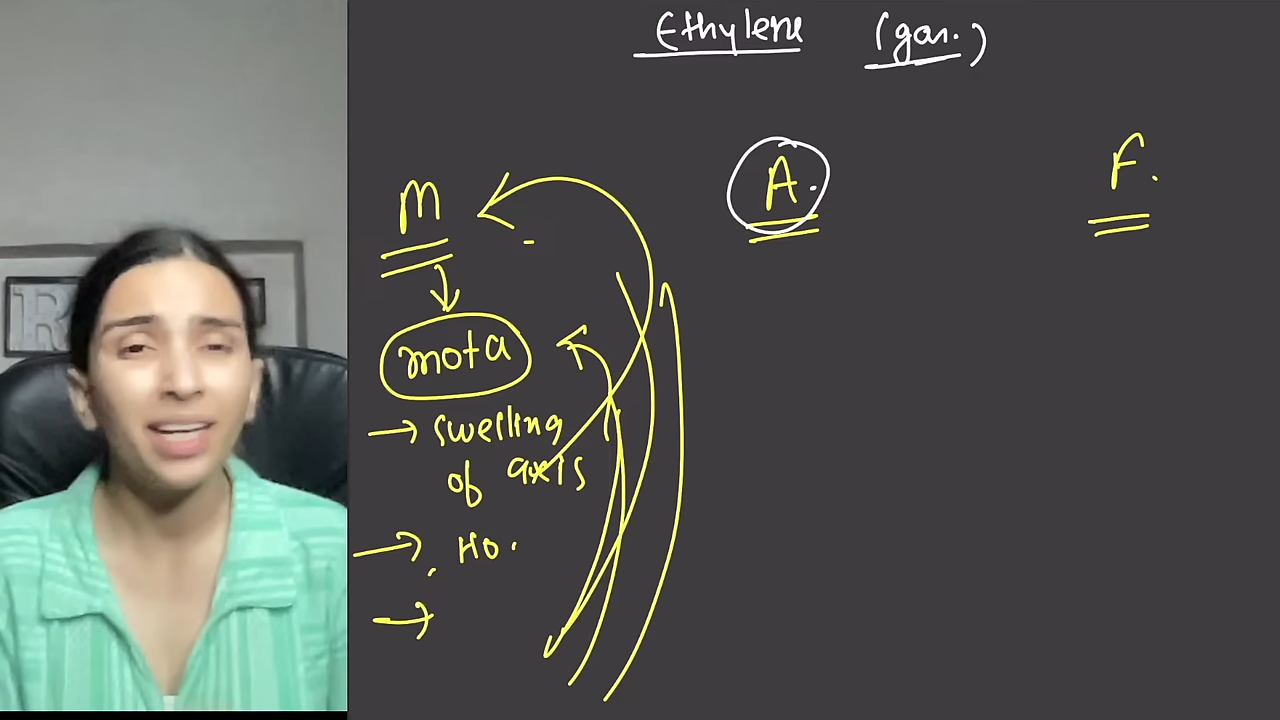 Ethylene (gas.)
A.
F.
M
mota
→ swelling
of axis
→ Ho.
→
R